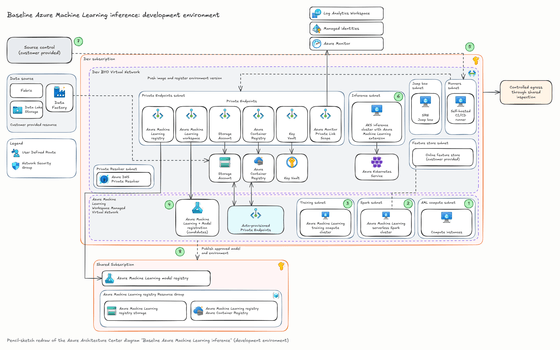 Baseline Azure Machine Learning inference: development environment
Log Analytics Workspace
Managed Identities
Azure Monitor
Source control
(customer provided)
7
5
Dev subscription
Dev BYO Virtual Network
Push image and register environment version
Data source
Fabric
Data Lake
Storage
Data
Factory
Customer provided resource
Private Endpoints subnet
Private Endpoints
Azure Machine
Learning
registry
Azure Machine
Learning
workspace
Storage
Account
Azure
Container
Registry
Key
Vault
Azure Monitor
Private Link
Scope
Inference subnet
6
AKS inference
cluster with Azure
Machine Learning
extension
Jump box
subnet
Jump box
Runners
subnet
Self-hosted
CI/CD
runner
Controlled egress
through shared
inspection
Legend
User Defined Route
Network Security
Group
Storage
Account
Azure
Container
Registry
Key Vault
Azure Kubernetes
Service
Feature store subnet
Online feature store
(customer provided)
Private Resolver subnet
Azure DNS
Private Resolver
Azure
Machine
Learning
Workspace Managed
Virtual Network
4
Azure Machine
Learning + Model
registration
(candidates)
Auto-provisioned
Private Endpoints
Training subnet
3
Azure Machine Learning
training compute
cluster
Spark subnet
2
Azure Machine Learning
serverless Spark
cluster
AML compute subnet
1
Compute instances
Publish approved model
and environment
Shared Subscription
Azure Machine Learning model registry
Azure Machine Learning registry Resource Group
Azure Machine Learning
registry storage
Azure Machine Learning registry
Azure Container Registry
Pencil-sketch redraw of the Azure Architecture Center diagram "Baseline Azure Machine Learning inference" (development environment)